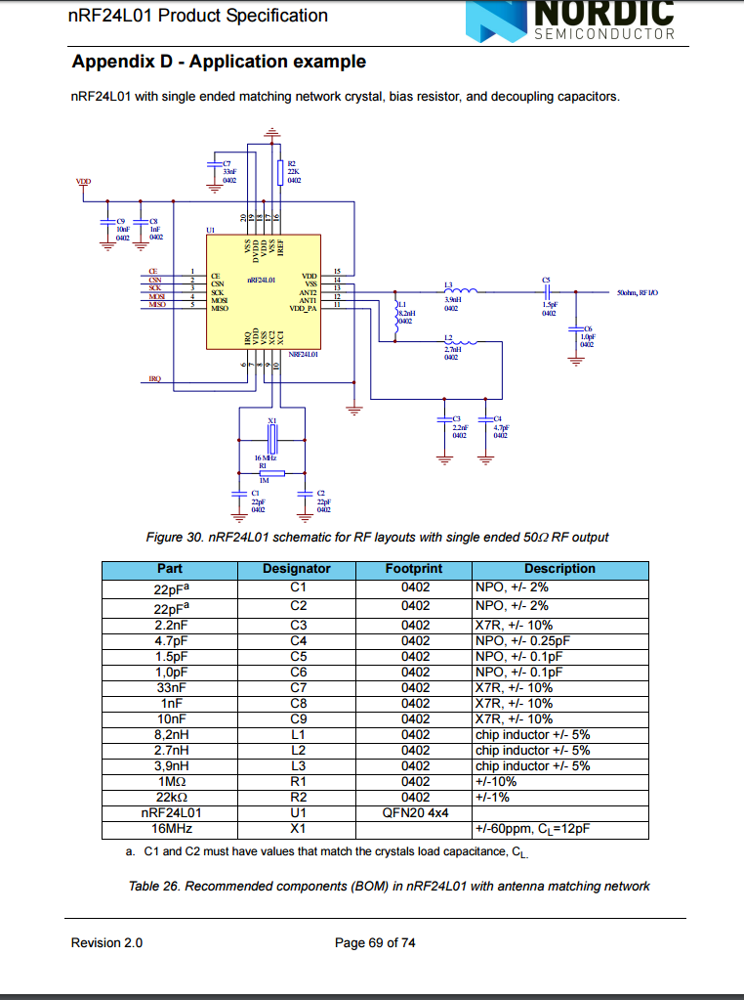 nRF24L01 Product Specification
NORDIC
SEMICONDUCTOR
Appendix D - Application example
nRF24L01 with single ended matching network crystal, bias resistor, and decoupling capacitors.
VDD
C9
10nF
0402
C8
1nF
0402
C7
33nF
0402
R2
22K
0402
U1
20
19
18
17
16
VSS
DVDD
VDD
VSS
IREF
nRF24L01
CE
CSN
SCK
MOSI
MISO
1
2
3
4
5
CE
CSN
SCK
MOSI
MISO
VDD
VSS
ANT2
ANT1
VDD_PA
15
14
13
12
11
IRQ
VDD
VSS
XC2
XC1
6
7
8
9
10
NRF24L01
IRQ
L1
8.2nH
0402
L3
3.9nH
0402
L2
2.7nH
0402
C5
1.5pF
0402
50ohm, RF I/O
C6
1.0pF
0402
C3
2.2nF
0402
C4
4.7pF
0402
X1
16 MHz
R1
1M
C1
22pF
0402
C2
22pF
0402
Figure 30. nRF24L01 schematic for RF layouts with single ended 50Ω RF output
Part Designator Footprint Description
22pFa C1 0402 NPO, +/- 2%
22pFa C2 0402 NPO, +/- 2%
2.2nF C3 0402 X7R, +/- 10%
4.7pF C4 0402 NPO, +/- 0.25pF
1.5pF C5 0402 NPO, +/- 0.1pF
1,0pF C6 0402 NPO, +/- 0.1pF
33nF C7 0402 X7R, +/- 10%
1nF C8 0402 X7R, +/- 10%
10nF C9 0402 X7R, +/- 10%
8,2nH L1 0402 chip inductor +/- 5%
2.7nH L2 0402 chip inductor +/- 5%
3,9nH L3 0402 chip inductor +/- 5%
1MΩ R1 0402 +/-10%
22kΩ R2 0402 +/-1%
nRF24L01 U1 QFN20 4x4
16MHz X1 +/-60ppm, CL=12pF
a. C1 and C2 must have values that match the crystals load capacitance, CL.
Table 26. Recommended components (BOM) in nRF24L01 with antenna matching network
Revision 2.0 Page 69 of 74